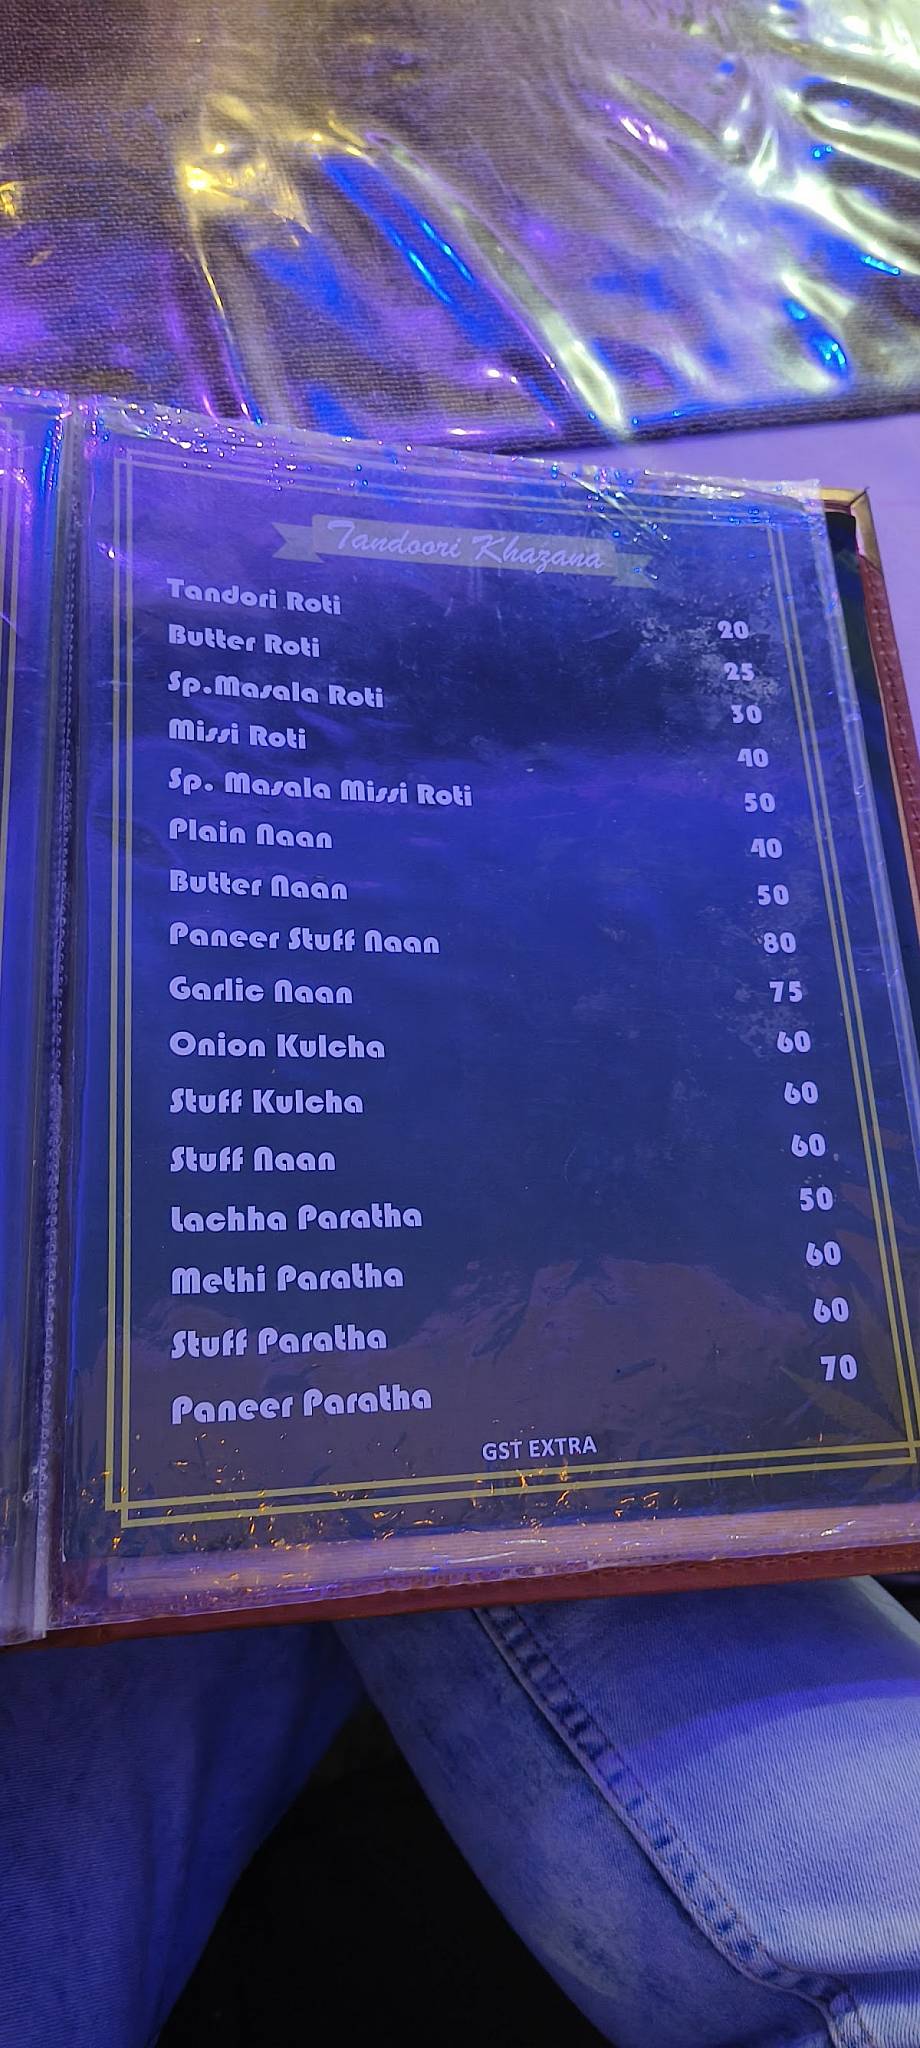 Tandoori Khazana
Tandori Roti 20
Butter Roti 25
Sp.Masala Roti 30
Missi Roti 40
Sp. Masala Missi Roti 50
Plain Naan 40
Butter Naan 50
Paneer Stuff Naan 80
Garlic Naan 75
Onion Kulcha 60
Stuff Kulcha 60
Stuff Naan 60
Lachha Paratha 50
Methi Paratha 60
Stuff Paratha 60
Paneer Paratha 70
GST EXTRA